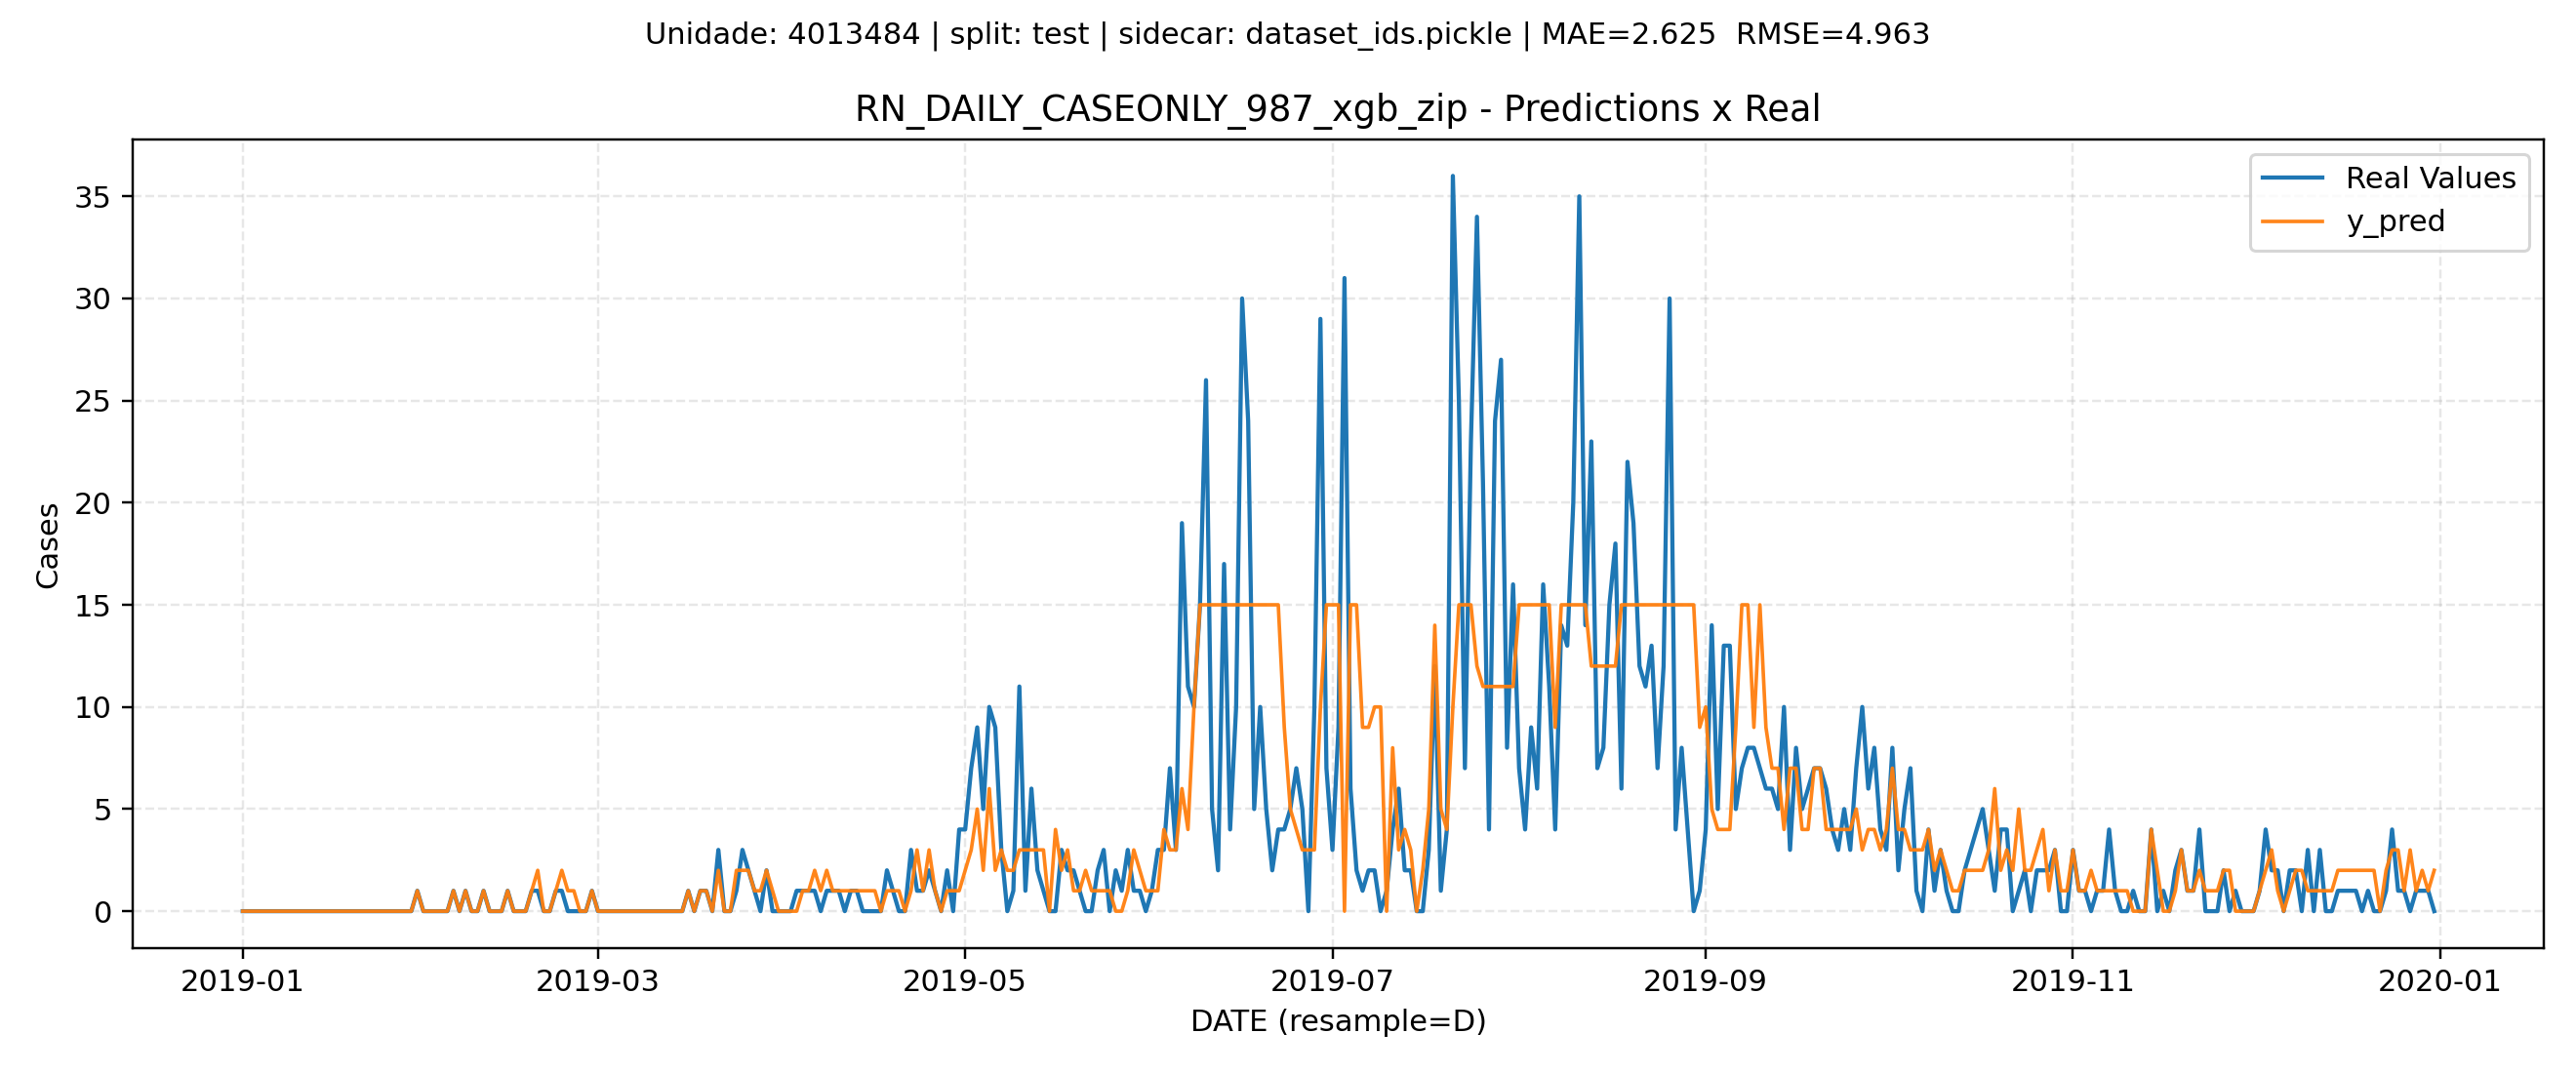 Unidade: 4013484 | split: test | sidecar: dataset_ids.pickle | MAE=2.625  RMSE=4.963
RN_DAILY_CASEONLY_987_xgb_zip - Predictions x Real
Real Values
y_pred
Cases
35
30
25
20
15
10
5
0
2019-01
2019-03
2019-05
2019-07
2019-09
2019-11
2020-01
DATE (resample=D)